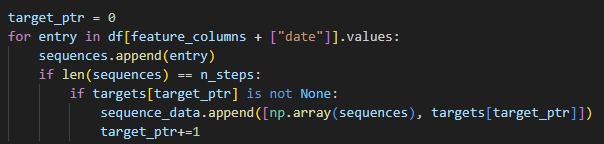 target_ptr = 0
for entry in df[feature_columns + ["date"]].values:
    sequences.append(entry)
    if len(sequences) == n_steps:
        if targets[target_ptr] is not None:
            sequence_data.append([np.array(sequences), targets[target_ptr]])
            target_ptr+=1